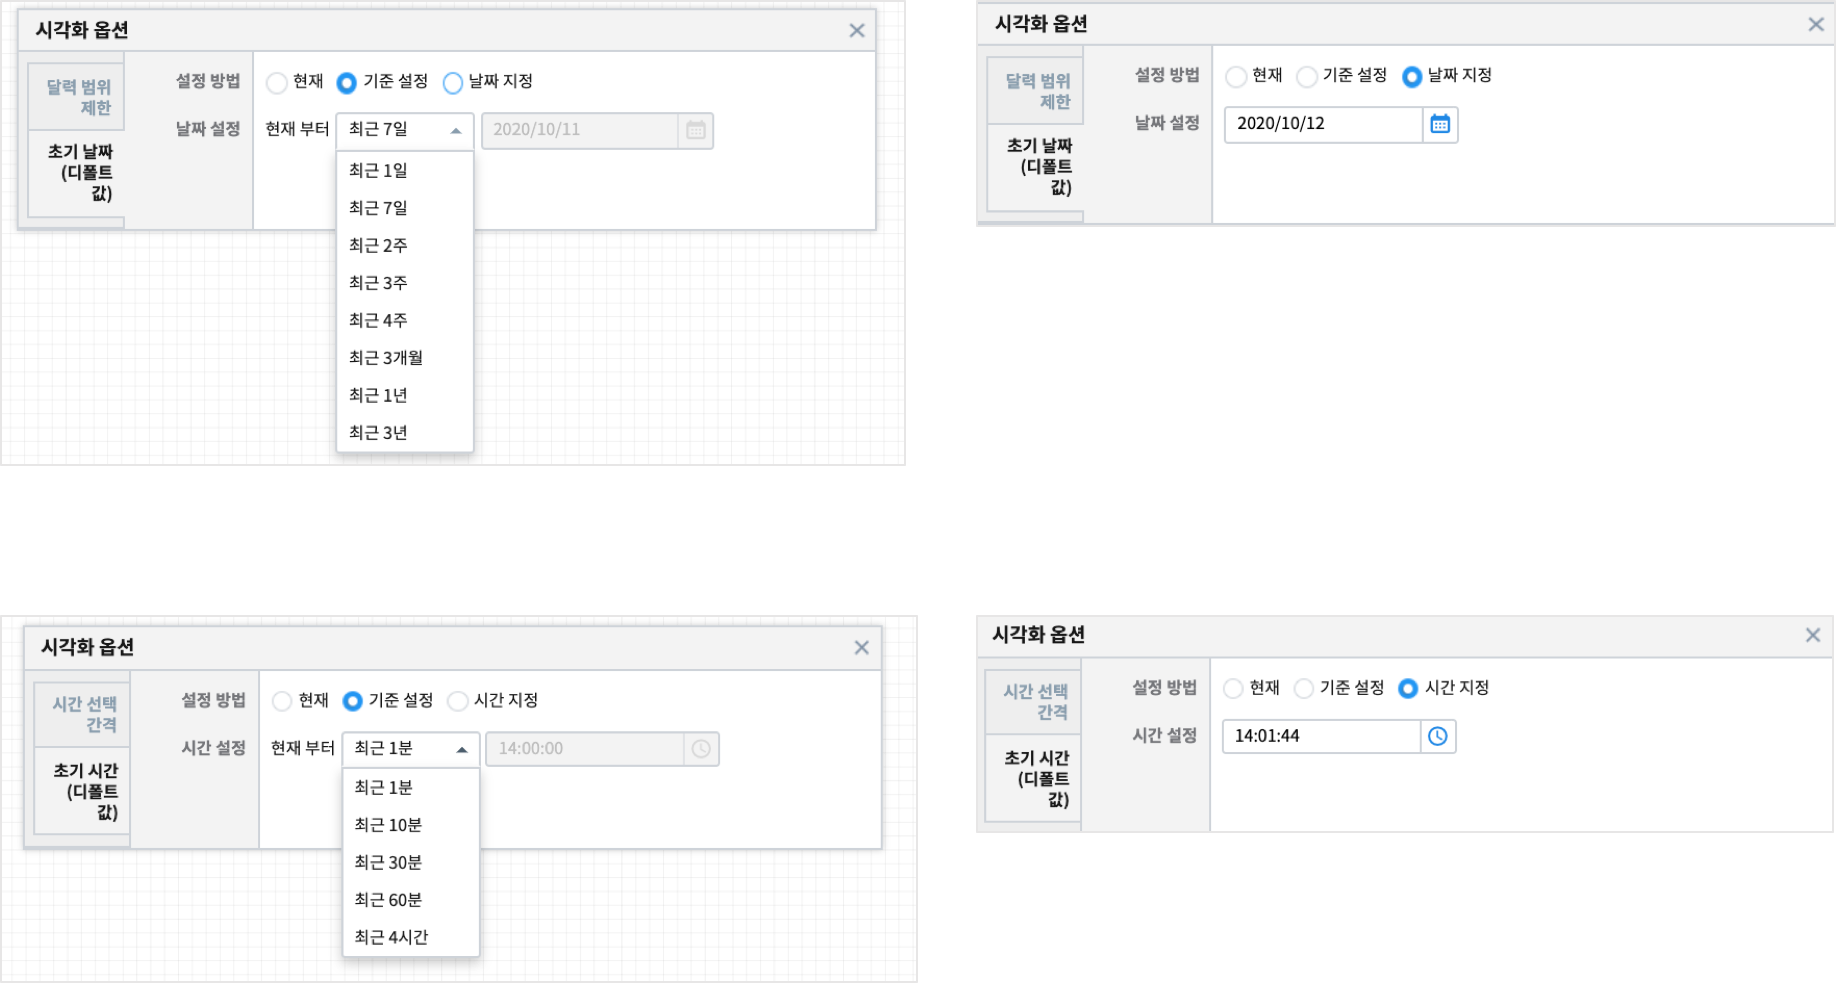 시각화 옵션
달력 범위
제한
초기 날짜
(디폴트
값)
설정 방법
현재
기준 설정
날짜 지정
날짜 설정
현재 부터
최근 7일
2020/10/11
최근 1일
최근 7일
최근 2주
최근 3주
최근 4주
최근 3개월
최근 1년
최근 3년
시각화 옵션
달력 범위
제한
초기 날짜
(디폴트
값)
설정 방법
현재
기준 설정
날짜 지정
날짜 설정
2020/10/12
시각화 옵션
시간 선택
간격
초기 시간
(디폴트
값)
설정 방법
현재
기준 설정
시간 지정
시간 설정
현재 부터
최근 1분
14:00:00
최근 1분
최근 10분
최근 30분
최근 60분
최근 4시간
시각화 옵션
시간 선택
간격
초기 시간
(디폴트
값)
설정 방법
현재
기준 설정
시간 지정
시간 설정
14:01:44